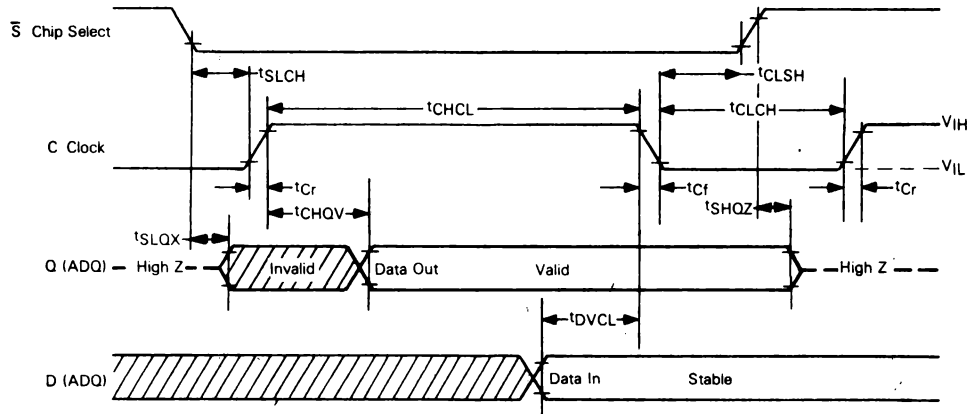 S̅ Chip Select
tSLCH
tCLSH
tCHCL
tCLCH
VIH
C Clock
VIL
tCr
tCf
tCr
tCHQV
tSHQZ
tSLQX
Q (ADQ)
High Z
Invalid
Data Out
Valid
High Z
tDVCL
D (ADQ)
Data In
Stable